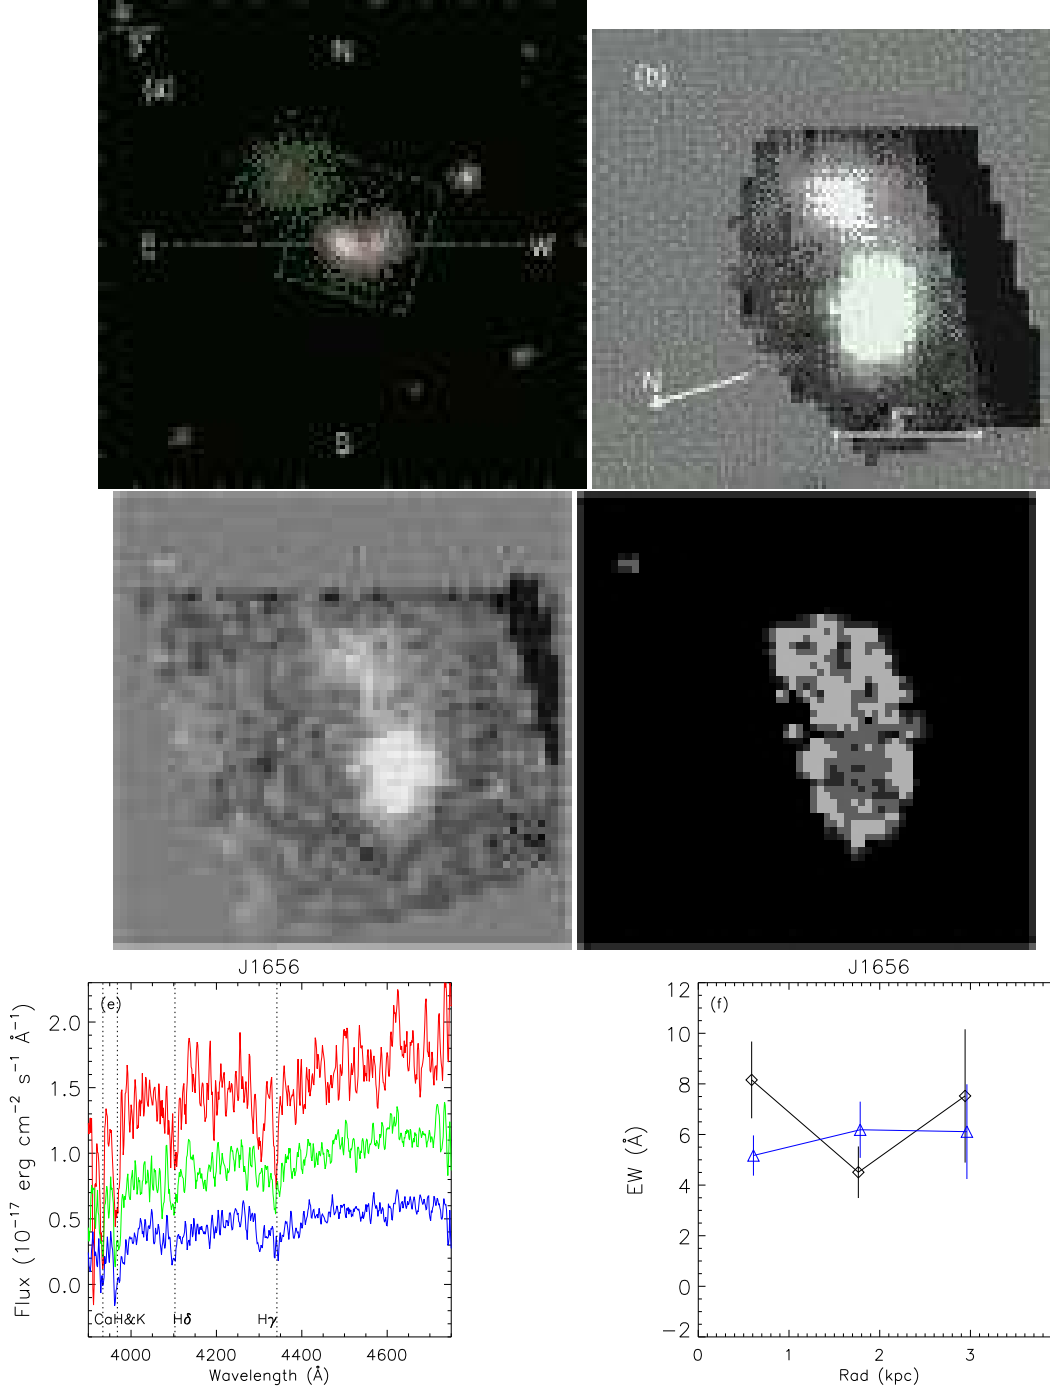 N
(a)
E
W
S
(b)
N
J1656
(e)
2.0
1.5
1.0
0.5
0.0
Flux (10⁻¹⁷ erg cm⁻² s⁻¹ Å⁻¹)
CaH&K
Hδ
Hγ
4000
4200
4400
4600
Wavelength (Å)
J1656
(f)
12
10
8
6
4
2
0
−2
EW (Å)
0
1
2
3
Rad (kpc)